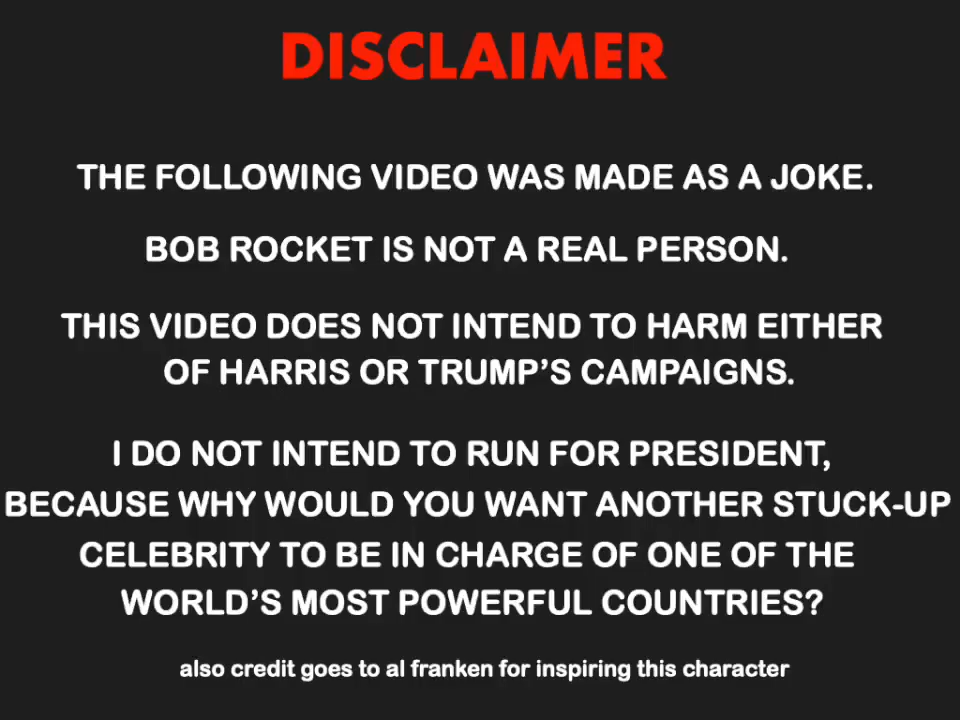 DISCLAIMER
THE FOLLOWING VIDEO WAS MADE AS A JOKE.
BOB ROCKET IS NOT A REAL PERSON.
THIS VIDEO DOES NOT INTEND TO HARM EITHER
OF HARRIS OR TRUMP’S CAMPAIGNS.
I DO NOT INTEND TO RUN FOR PRESIDENT,
BECAUSE WHY WOULD YOU WANT ANOTHER STUCK-UP
CELEBRITY TO BE IN CHARGE OF ONE OF THE
WORLD’S MOST POWERFUL COUNTRIES?
also credit goes to al franken for inspiring this character